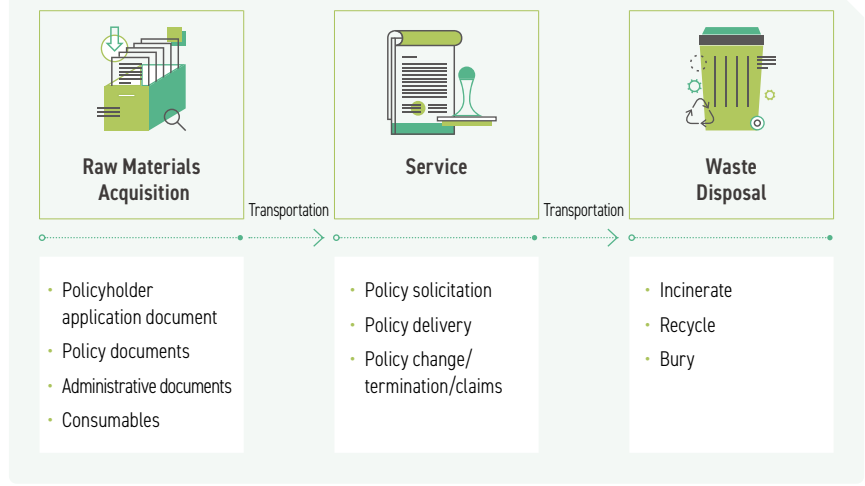 Raw Materials
Acquisition
Transportation
Service
Transportation
Waste
Disposal
• Policyholder
application document
• Policy documents
• Administrative documents
• Consumables
• Policy solicitation
• Policy delivery
• Policy change/
termination/claims
• Incinerate
• Recycle
• Bury